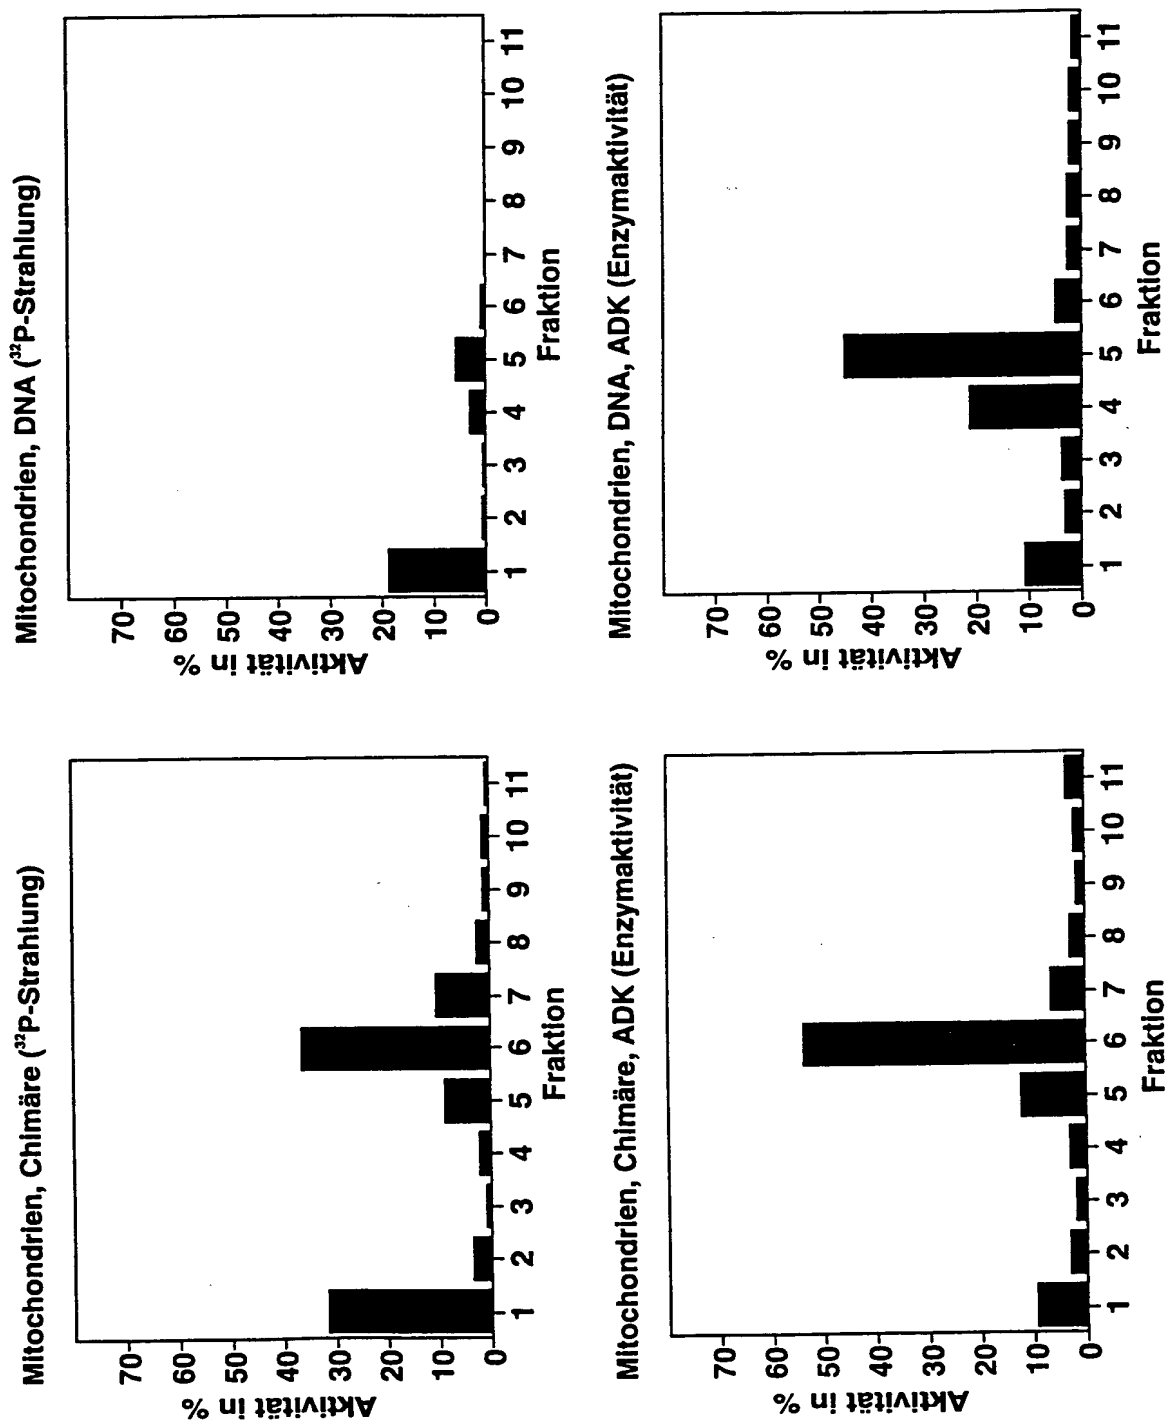 Mitochondrien, Chimäre (³²P-Strahlung)
Aktivität in %
70
60
50
40
30
20
10
0
1 2 3 4 5 6 7 8 9 10 11
Fraktion
Mitochondrien, DNA (³²P-Strahlung)
Aktivität in %
70
60
50
40
30
20
10
0
1 2 3 4 5 6 7 8 9 10 11
Fraktion
Mitochondrien, Chimäre, ADK (Enzymaktivität)
Aktivität in %
70
60
50
40
30
20
10
0
1 2 3 4 5 6 7 8 9 10 11
Fraktion
Mitochondrien, DNA, ADK (Enzymaktivität)
Aktivität in %
70
60
50
40
30
20
10
0
1 2 3 4 5 6 7 8 9 10 11
Fraktion